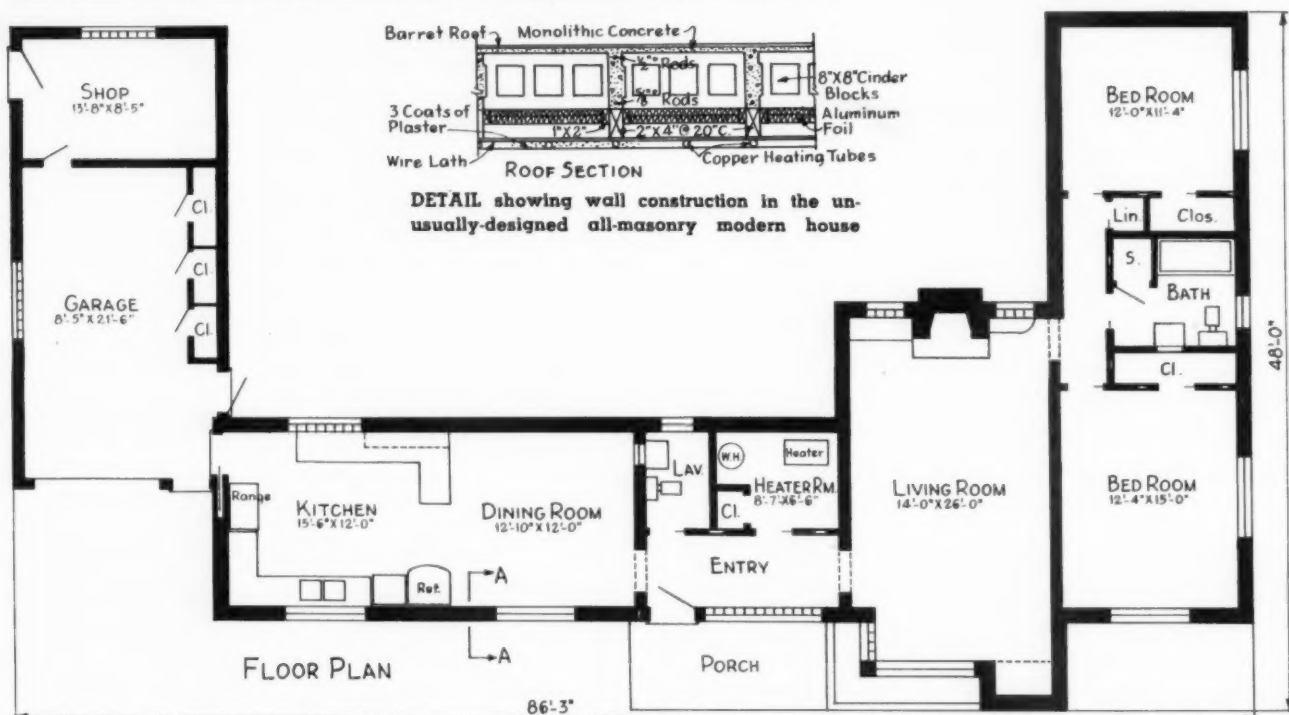 Barret Roof
Monolithic Concrete
½"ø Rods
⅝"ø Rods
8"X8" Cinder
Blocks
3 Coats of
Plaster
1"X2"
2"X4"@20"C.
Aluminum
Foil
Wire Lath
Copper Heating Tubes
ROOF SECTION
DETAIL showing wall construction in the un-
usually-designed all-masonry modern house
SHOP
13'-8"X8'-5"
Cl.
Cl.
Cl.
GARAGE
8'-5"X21'-6"
Range
KITCHEN
15'-6"X12'-0"
Ref.
DINING ROOM
12'-10"X12'-0"
A
A
LAV.
W.H.
Heater
HEATER RM.
8'-7"X6'-6"
Cl.
ENTRY
PORCH
LIVING ROOM
14'-0"X26'-0"
BED ROOM
12'-0"X11'-4"
Lin.
Clos.
S.
BATH
Cl.
BED ROOM
12'-4"X15'-0"
48'-0"
FLOOR PLAN
86'-3"